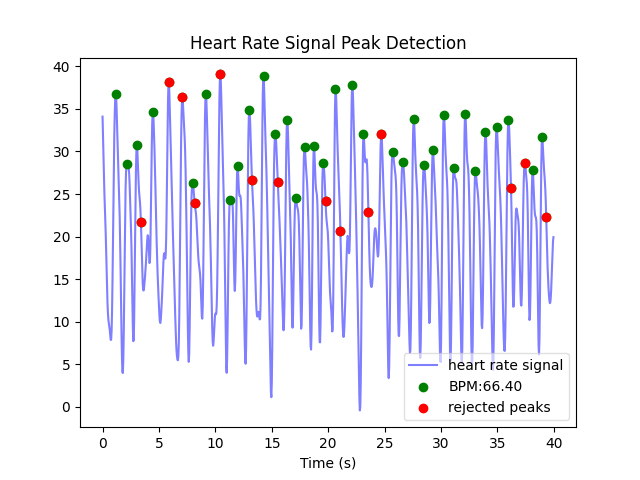 Heart Rate Signal Peak Detection
40
35
30
25
20
15
10
5
0
0 5 10 15 20 25 30 35 40
Time (s)
heart rate signal
BPM:66.40
rejected peaks